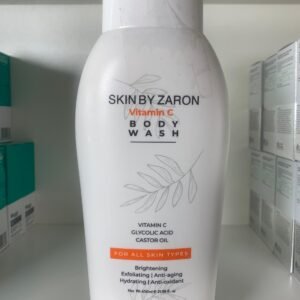 SKIN BY ZARON
Vitamin C
BODY
WASH
VITAMIN C
GLYCOLIC ACID
CASTOR OIL
FOR ALL SKIN TYPES
Brightening
Exfoliating | Anti-aging
Hydrating | Anti-oxidant